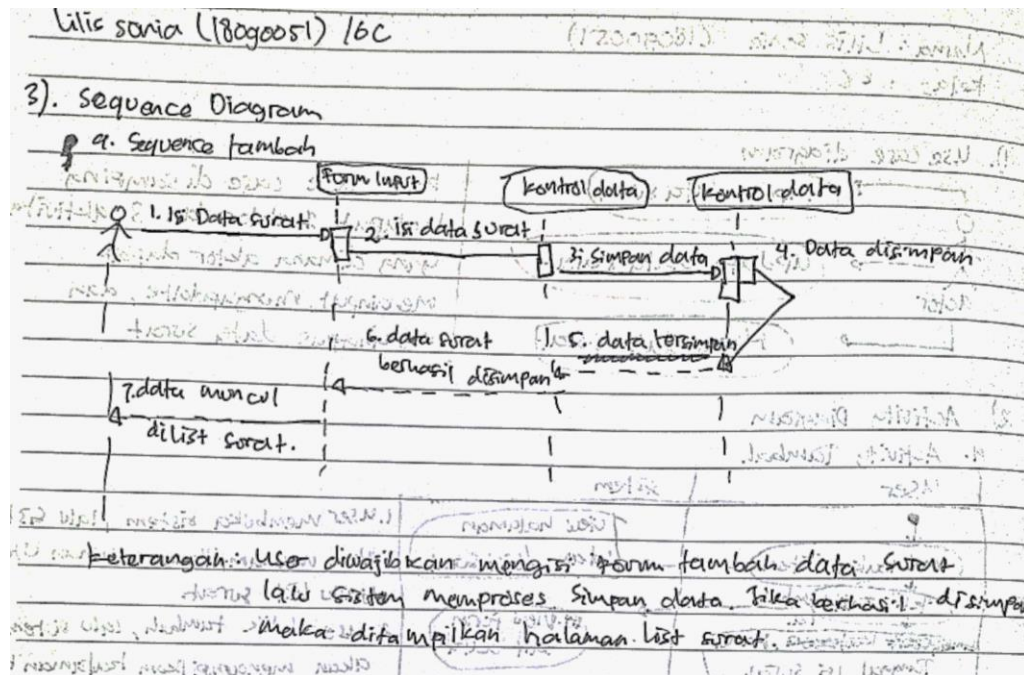 Lilis sonia (18090051) /6C
3). Sequence Diagram
a. Sequence tambah
Form Input
kontrol data
kontrol data
1. Isi Data surat
2. isi data surat
3. simpan data
4. Data disimpan
5. data tersimpan
6. data surat
berhasil disimpan
7. data muncul
dilist surat.
keterangan: User diwajibkan mengisi Form tambah data surat
lalu sistem memproses simpan data. Jika berhasil disimpa
maka ditampilkan halaman list surat.